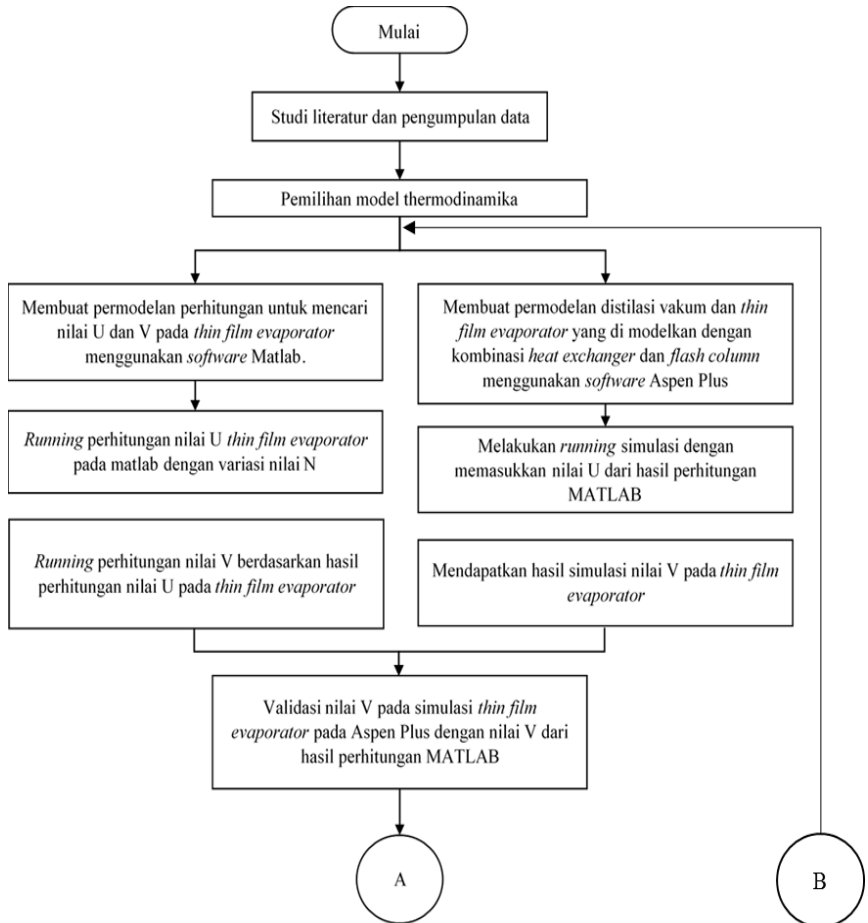 Mulai
Studi literatur dan pengumpulan data
Pemilihan model thermodinamika
Membuat permodelan perhitungan untuk mencari
nilai U dan V pada thin film evaporator
menggunakan software Matlab.
Membuat permodelan distilasi vakum dan thin
film evaporator yang di modelkan dengan
kombinasi heat exchanger dan flash column
menggunakan software Aspen Plus
Running perhitungan nilai U thin film evaporator
pada matlab dengan variasi nilai N
Melakukan running simulasi dengan
memasukkan nilai U dari hasil perhitungan
MATLAB
Running perhitungan nilai V berdasarkan hasil
perhitungan nilai U pada thin film evaporator
Mendapatkan hasil simulasi nilai V pada thin film
evaporator
Validasi nilai V pada simulasi thin film
evaporator pada Aspen Plus dengan nilai V dari
hasil perhitungan MATLAB
A
B